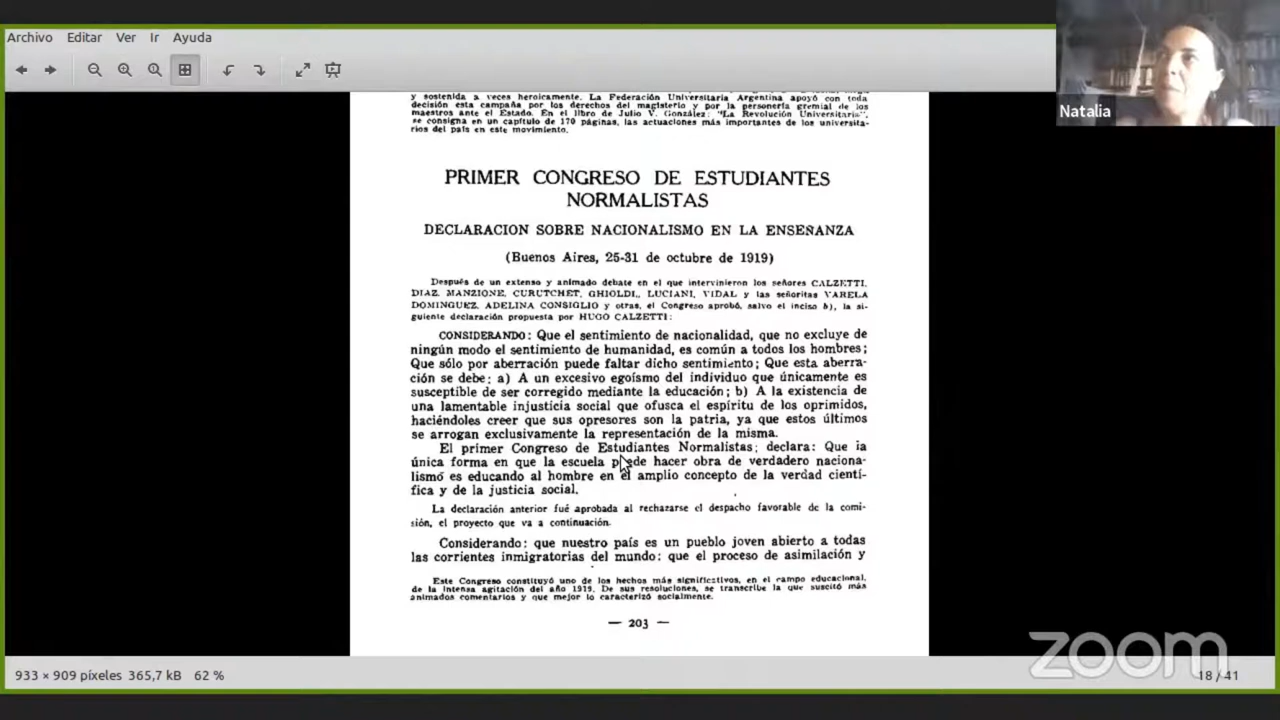 Archivo Editar Ver Ir Ayuda
Natalia
y sostenida a veces heroicamente. La Federación Universitaria Argentina apoyó con toda
decisión esta campaña por los derechos del magisterio y por la personería gremial de los
maestros ante el Estado. En el libro de Julio V. González: "La Revolución Universitaria",
se consigna en un capítulo de 170 páginas, las actuaciones más importantes de los universita-
rios del país en este movimiento.
PRIMER CONGRESO DE ESTUDIANTES
NORMALISTAS
DECLARACION SOBRE NACIONALISMO EN LA ENSEÑANZA
(Buenos Aires, 25-31 de octubre de 1919)
Después de un extenso y animado debate en el que intervinieron los señores CALZETTI,
DIAZ, MANZIONE, CURUTCHET, GHIOLDI, LUCIANI, VIDAL y las señoritas VARELA
DOMINGUEZ, ADELINA CONSIGLIO y otras, el Congreso aprobó, salvo el inciso b), la si-
guiente declaración propuesta por HUGO CALZETTI:
CONSIDERANDO: Que el sentimiento de nacionalidad, que no excluye de
ningún modo el sentimiento de humanidad, es común a todos los hombres;
Que sólo por aberración puede faltar dicho sentimiento; Que esta aberra-
ción se debe: a) A un excesivo egoísmo del individuo que únicamente es
susceptible de ser corregido mediante la educación; b) A la existencia de
una lamentable injusticia social que ofusca el espíritu de los oprimidos,
haciéndoles creer que sus opresores son la patria, ya que estos últimos
se arrogan exclusivamente la representación de la misma.
El primer Congreso de Estudiantes Normalistas; declara: Que la
única forma en que la escuela puede hacer obra de verdadero naciona-
lismo es educando al hombre en el amplio concepto de la verdad cientí-
fica y de la justicia social.
La declaración anterior fué aprobada al rechazarse el despacho favorable de la comi-
sión, el proyecto que va a continuación.
Considerando: que nuestro país es un pueblo joven abierto a todas
las corrientes inmigratorias del mundo; que el proceso de asimilación y
Este Congreso constituyó uno de los hechos más significativos, en el campo educacional,
de la intensa agitación del año 1919. De sus resoluciones, se transcribe la que suscitó más
animados comentarios y que mejor lo caracterizó socialmente.
— 203 —
zoom
933 × 909 píxeles 365,7 kB 62 %
18 / 41